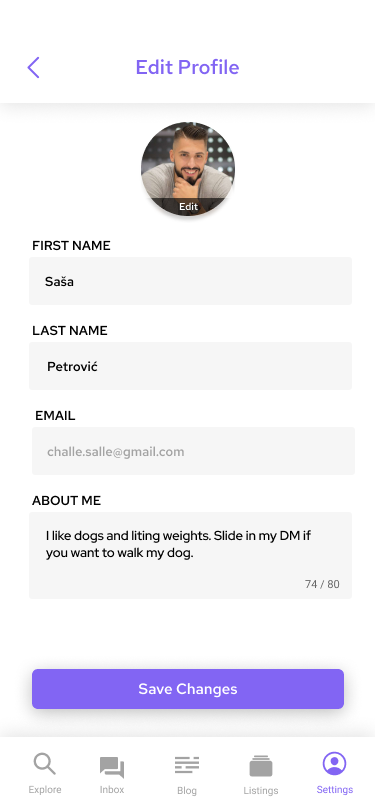 Edit Profile
Edit
FIRST NAME
Saša
LAST NAME
Petrović
EMAIL
challe.salle@gmail.com
ABOUT ME
I like dogs and liting weights. Slide in my DM if
you want to walk my dog.
74 / 80
Save Changes
Explore
Inbox
Blog
Listings
Settings